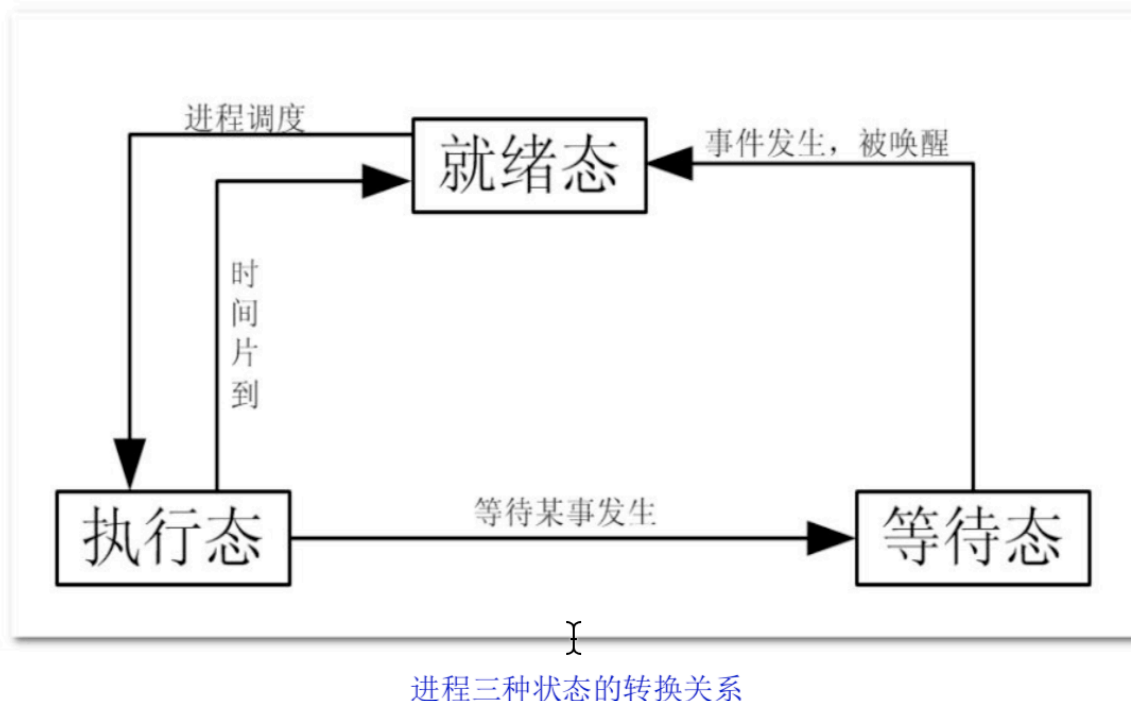 进程调度
就绪态
事件发生，被唤醒
时间片到
执行态
等待某事发生
等待态
进程三种状态的转换关系